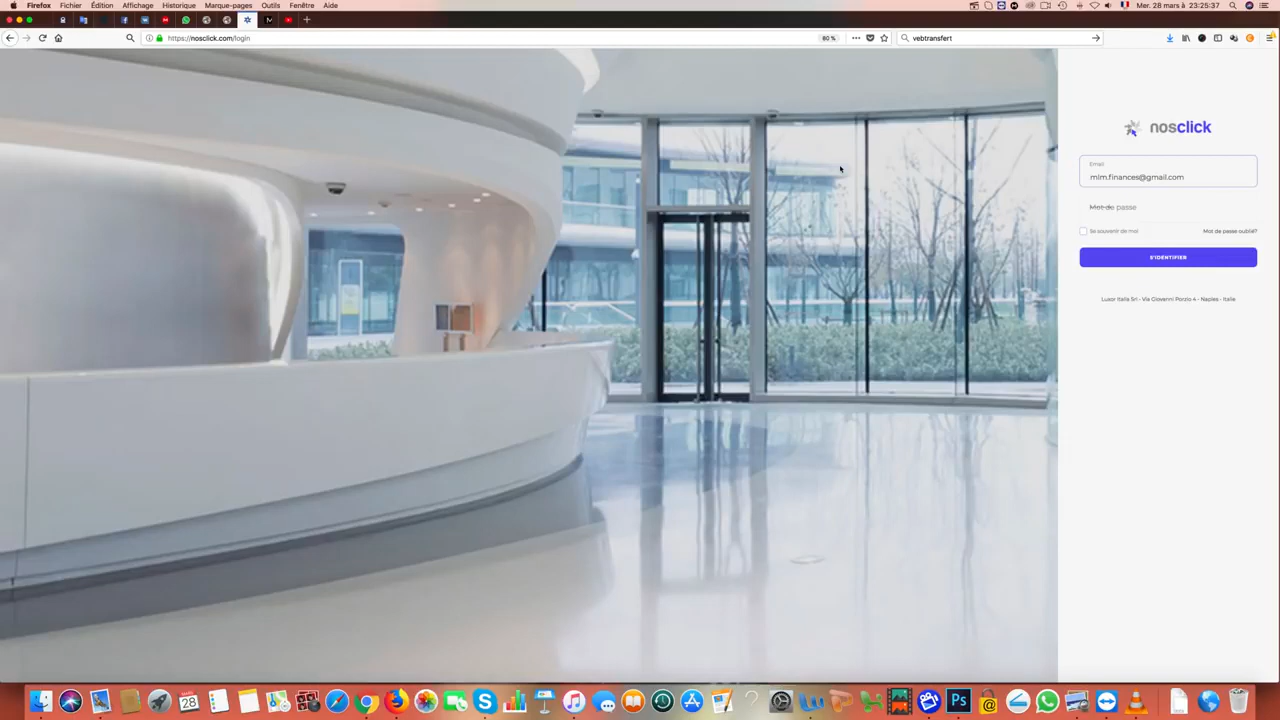 Firefox Fichier Édition Affichage Historique Marque-pages Outils Fenêtre Aide Mer. 28 mars à 23:25:37
https://nosclick.com/login 80 % vebtransfert
nosclick
Email
mlm.finances@gmail.com
Mot de passe
Se souvenir de moi Mot de passe oublié?
S'IDENTIFIER
Luxor Italia Srl - Via Giovanni Porzio 4 - Naples - Italie